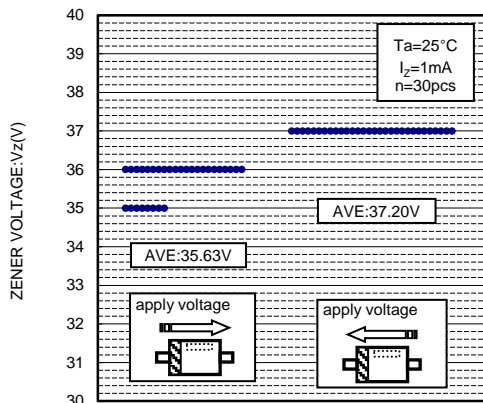 40
39
38
37
36
35
34
33
32
31
30
ZENER VOLTAGE:Vz(V)
Ta=25°C
IZ=1mA
n=30pcs
AVE:37.20V
AVE:35.63V
apply voltage
apply voltage